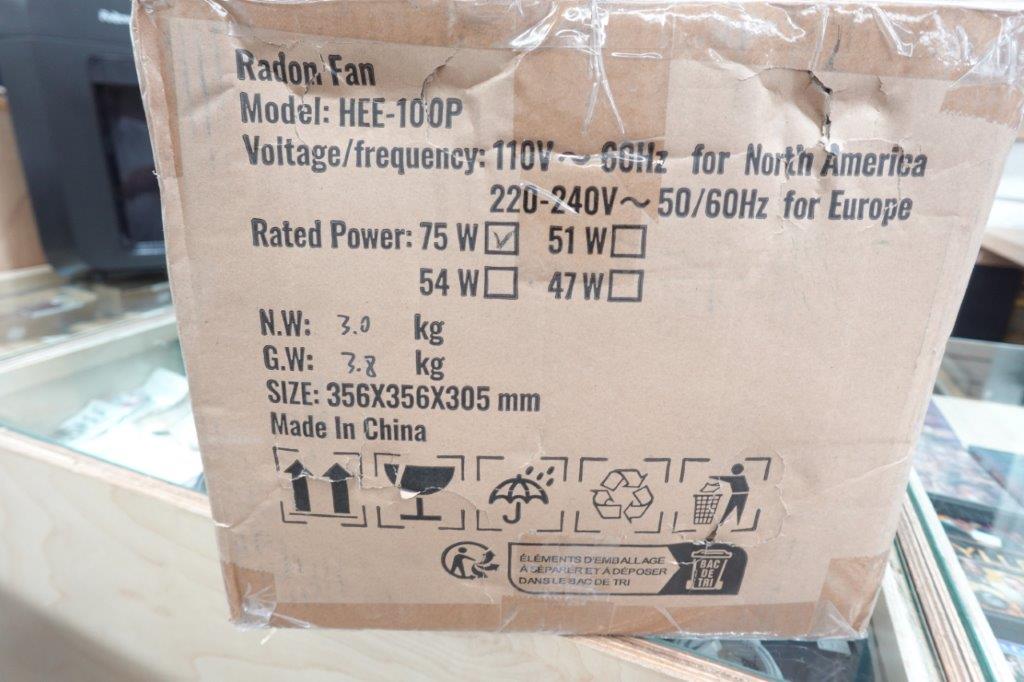 Radon Fan
Model: HEE-100P
Voltage/frequency: 110V ~ 60Hz for North America
220-240V~ 50/60Hz for Europe
Rated Power: 75 W☑ 51 W☐
54 W☐ 47 W☐
N.W: 3.0 kg
G.W: 3.8 kg
SIZE: 356X356X305 mm
Made In China
ÉLÉMENTS D'EMBALLAGE
À SÉPARER ET À DÉPOSER
DANS LE BAC DE TRI
BAC
DE
TRI